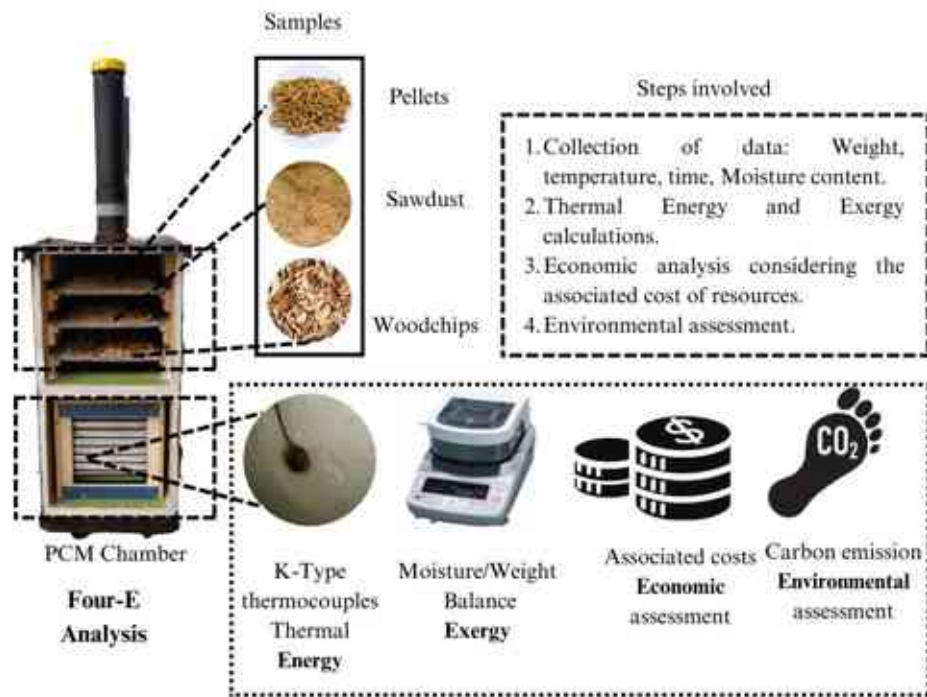 Samples
Pellets
Sawdust
Woodchips
Steps involved
1. Collection of data: Weight,
temperature, time, Moisture content.
2. Thermal Energy and Exergy
calculations.
3. Economic analysis considering the
associated cost of resources.
4. Environmental assessment.
PCM Chamber
Four-E
Analysis
K-Type
thermocouples
Thermal
Energy
Moisture/Weight
Balance
Exergy
$
Associated costs
Economic
assessment
CO₂
Carbon emission
Environmental
assessment